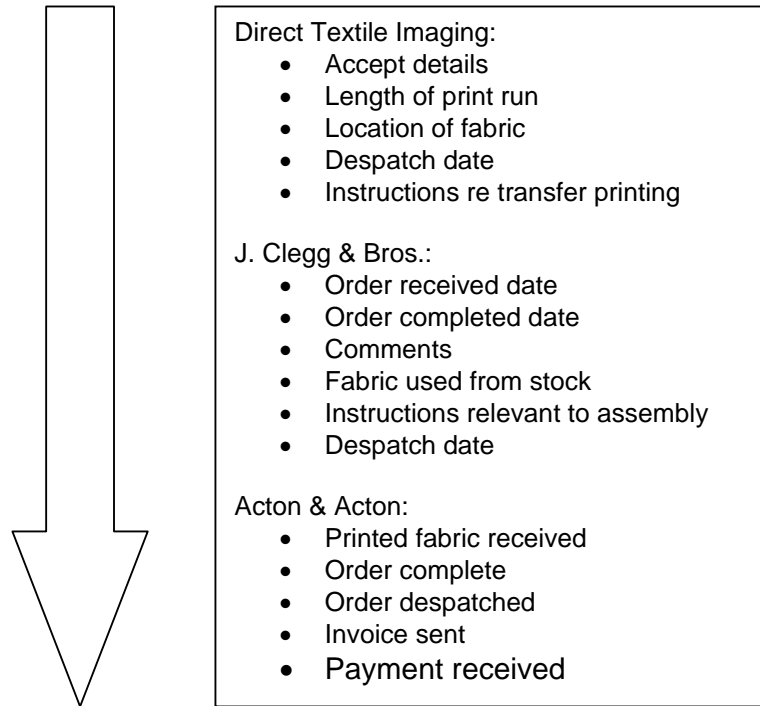 Direct Textile Imaging:
• Accept details
• Length of print run
• Location of fabric
• Despatch date
• Instructions re transfer printing
J. Clegg & Bros.:
• Order received date
• Order completed date
• Comments
• Fabric used from stock
• Instructions relevant to assembly
• Despatch date
Acton & Acton:
• Printed fabric received
• Order complete
• Order despatched
• Invoice sent
• Payment received